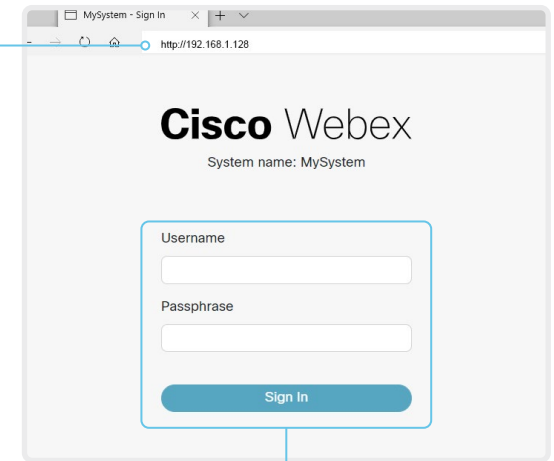 MySystem - Sign In
http://192.168.1.128
Cisco Webex
System name: MySystem
Username
Passphrase
Sign In